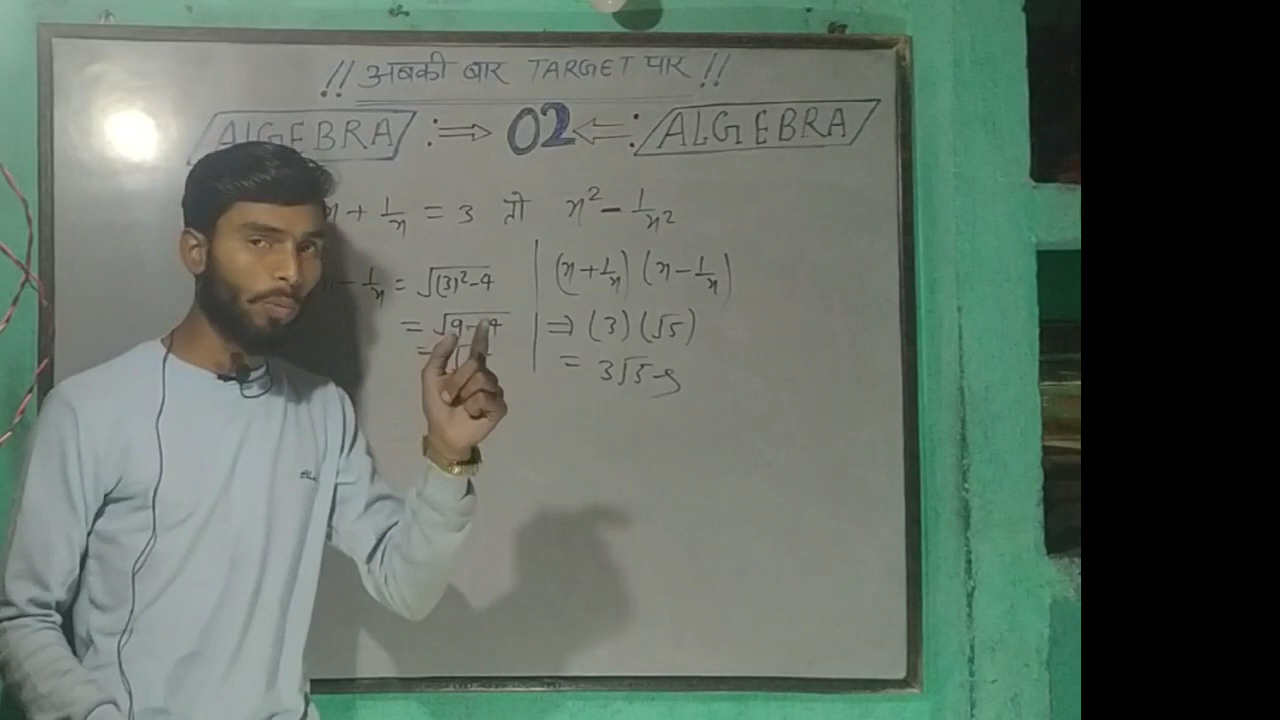 !! अबकी बार TARGET पार !!
ALGEBRA :⇒ 02 ⇐: ALGEBRA
x + 1/x = 3 तो x² - 1/x²
x - 1/x = √(3)²-4
= √9-4
=
(x + 1/x) (x - 1/x)
⇒ (3) (√5)
= 3√5